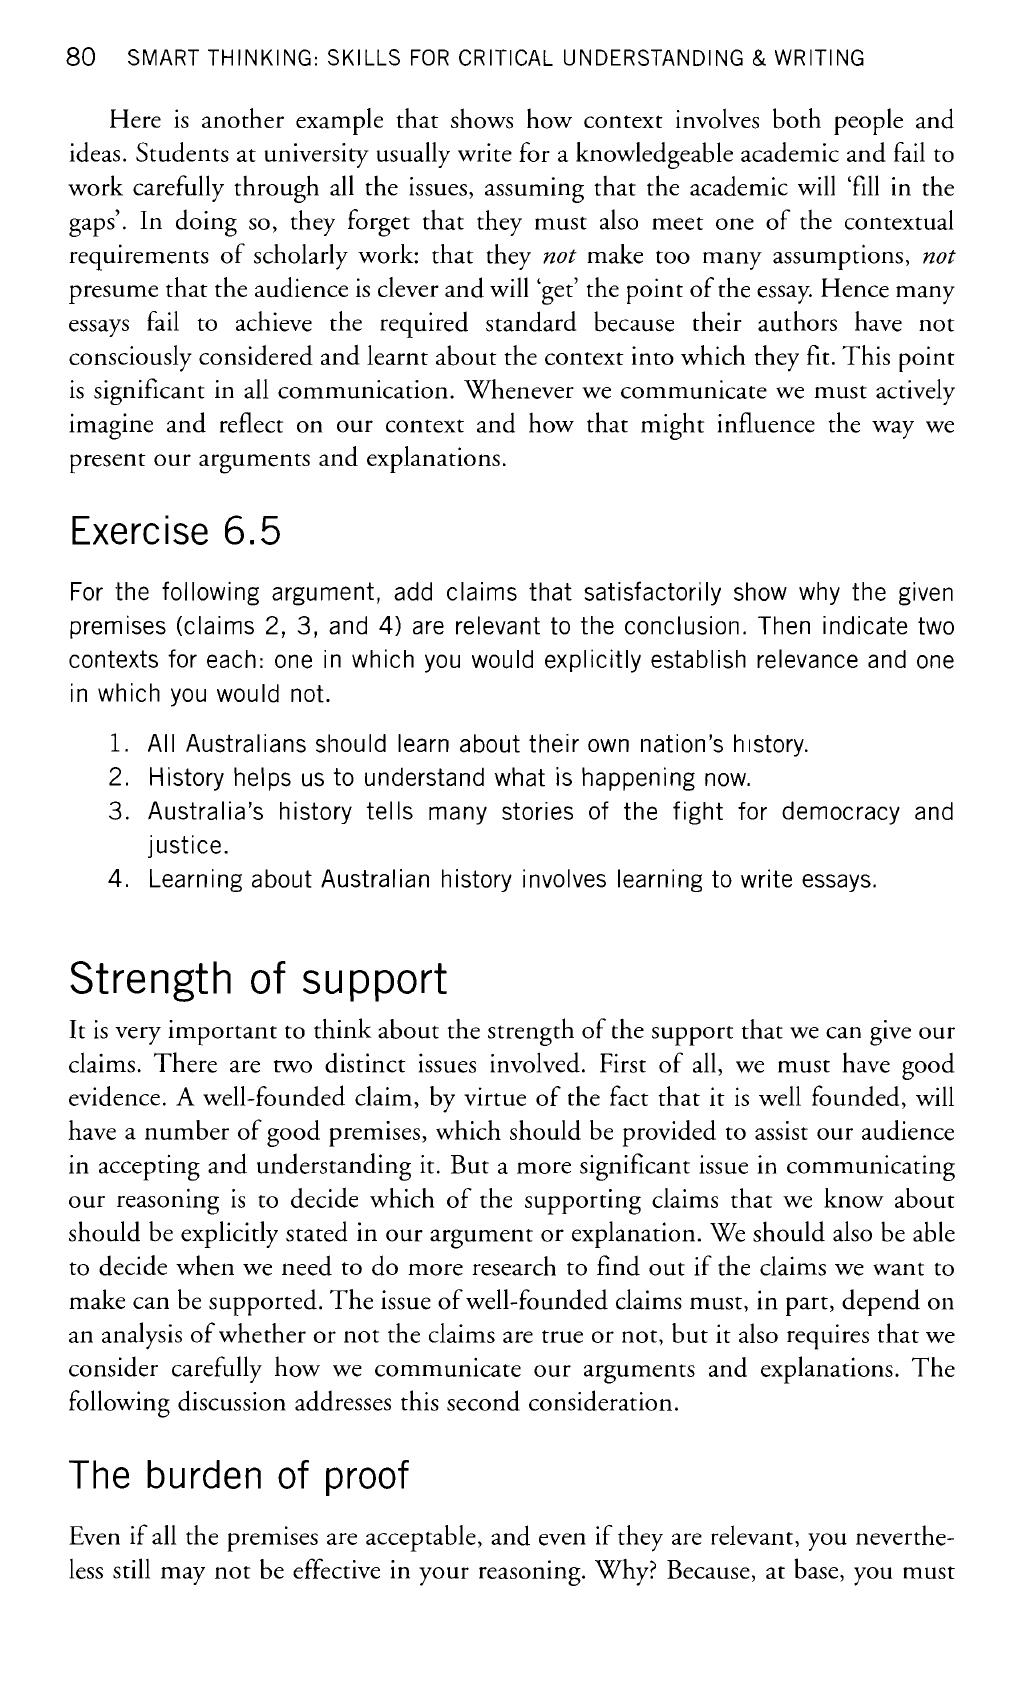 80 SMART THINKING: SKILLS FOR CRITICAL UNDERSTANDING & WRITING
Here is another example that shows how context involves both people and
ideas. Students at university usually write for a knowledgeable academic and fail to
work carefully through all the issues, assuming that the academic will ‘fill in the
gaps’. In doing so, they forget that they must also meet one of the contextual
requirements of scholarly work: that they not make too many assumptions, not
presume that the audience is clever and will ‘get’ the point of the essay. Hence many
essays fail to achieve the required standard because their authors have not
consciously considered and learnt about the context into which they fit. This point
is significant in all communication. Whenever we communicate we must actively
imagine and reflect on our context and how that might influence the way we
present our arguments and explanations.
Exercise 6.5
For the following argument, add claims that satisfactorily show why the given
premises (claims 2, 3, and 4) are relevant to the conclusion. Then indicate two
contexts for each: one in which you would explicitly establish relevance and one
in which you would not.
1. All Australians should learn about their own nation's history.
2. History helps us to understand what is happening now.
3. Australia's history tells many stories of the fight for democracy and
justice.
4. Learning about Australian history involves learning to write essays.
Strength of support
It is very important to think about the strength of the support that we can give our
claims. There are two distinct issues involved. First of all, we must have good
evidence. A well-founded claim, by virtue of the fact that it is well founded, will
have a number of good premises, which should be provided to assist our audience
in accepting and understanding it. But a more significant issue in communicating
our reasoning is to decide which of the supporting claims that we know about
should be explicitly stated in our argument or explanation. We should also be able
to decide when we need to do more research to find out if the claims we want to
make can be supported. The issue of well-founded claims must, in part, depend on
an analysis of whether or not the claims are true or not, but it also requires that we
consider carefully how we communicate our arguments and explanations. The
following discussion addresses this second consideration.
The burden of proof
Even if all the premises are acceptable, and even if they are relevant, you neverthe-
less still may not be effective in your reasoning. Why? Because, at base, you must